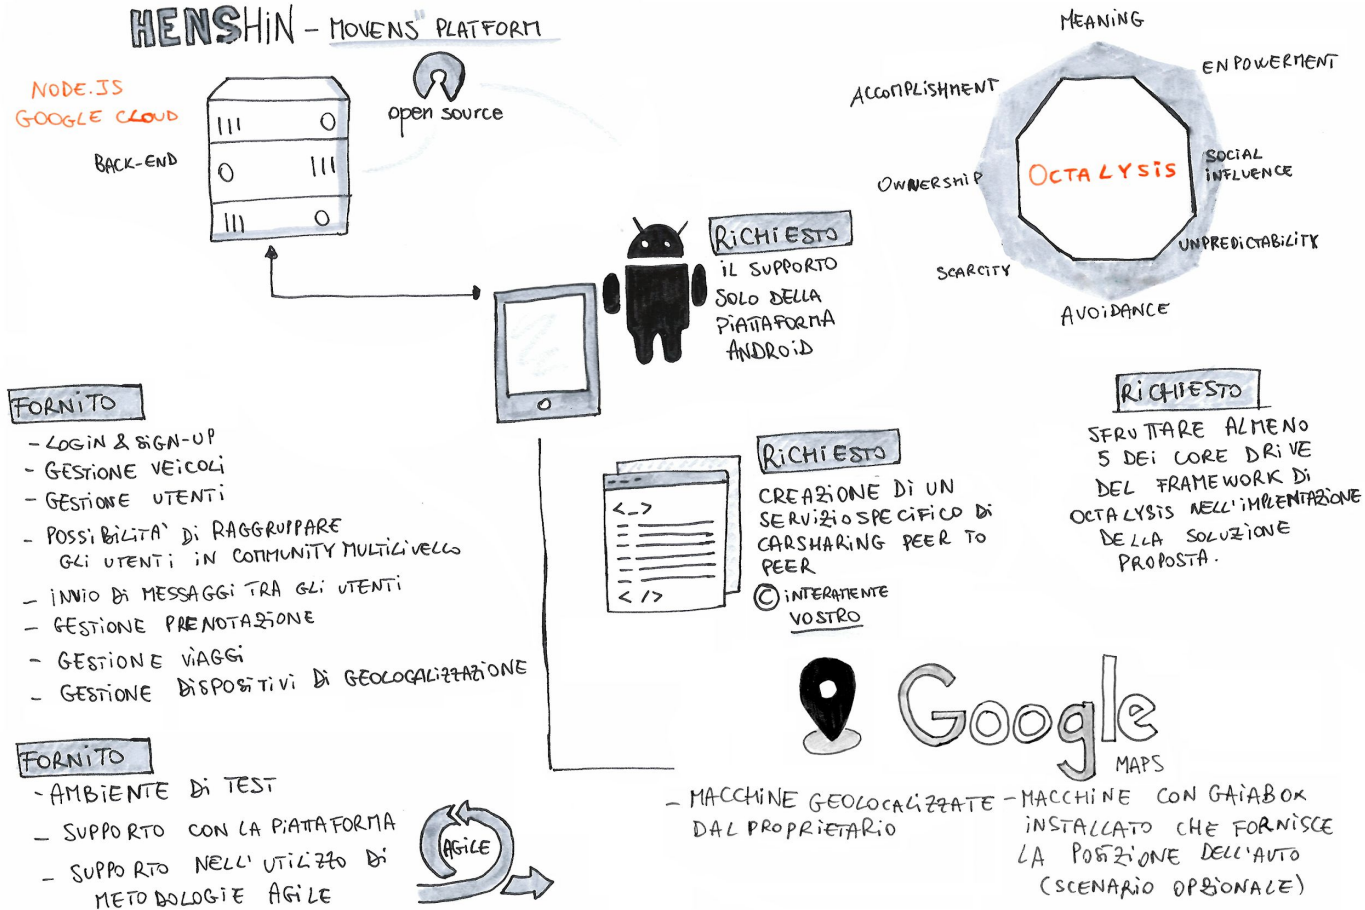 HENSHiN - MOVENS" PLATFORM
NODE.JS
GOOGLE CLOUD
BACK-END
open source
MEANING
ENPOWERMENT
ACCOMPLISHMENT
OWNERSHIP
OCTALYSiS
SOCiAL
iNFLUENCE
UNPREDICTABiLITY
SCARCITY
AVOiDANCE
RiCHiESTO
iL SUPPORTO
SOLO DELLA
PiATTAFORMA
ANDROiD
FORNiTO
- LOGiN & SiGN-UP
- GESTiONE VEiCOLi
- GESTiONE UTENTi
- POSSiBiLiTA' Di RAGGRUPPARE
GLi UTENTi iN COMMUNITY MULTILIVELLO
- iNVIO Di MESSAGGi TRA GLi UTENTi
- GESTiONE PRENOTAZiONE
- GESTiONE ViAGGi
- GESTiONE DiSPOSiTiVi Di GEOLOCALiZZAZiONE
RiCHiESTO
CREAZiONE Di UN
SERViZiO SPECiFiCO Di
CARSHARiNG PEER TO
PEER
© iNTERAMENTE
VOSTRO
<_>
</>
RiCHiESTO
SFRUTTARE ALMENO
5 DEi CORE DRiVE
DEL FRAMEWORK Di
OCTALYSiS NELL'iMPLENTAZiONE
DELLA SOLUZiONE
PROPOSTA.
FORNiTO
- AMBiENTE Di TEST
- SUPPORTO CON LA PiATTAFORMA
- SUPPORTO NELL'UTiLiZZO Di
METODOLOGiE AGiLE
AGiLE
Google
MAPS
- MACCHiNE GEOLOCALiZZATE
DAL PROPRiETARiO
- MACCHiNE CON GAiABOX
iNSTALLATO CHE FORNiSCE
LA POSiZiONE DELL'AUTO
(SCENARiO OPZiONALE)